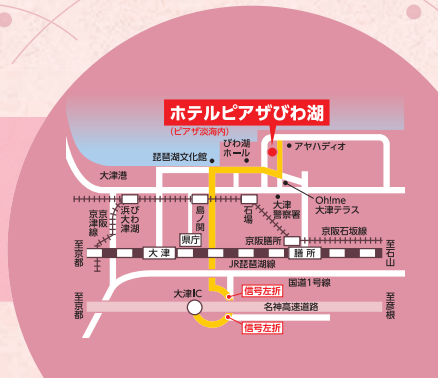 ホテルピアザびわ湖
(ピアザ淡海内)
びわ湖
ホール
アヤハディオ
琵琶湖文化館
大津港
Oh!me
大津テラス
大津
警察署
びわ湖
浜大津
島ノ関
石場
京阪
京津線
県庁
京阪膳所
京阪石坂線
至京都
大津
膳所
至石山
JR琵琶湖線
国道1号線
至京都
大津IC
信号左折
名神高速道路
至彦根
信号左折